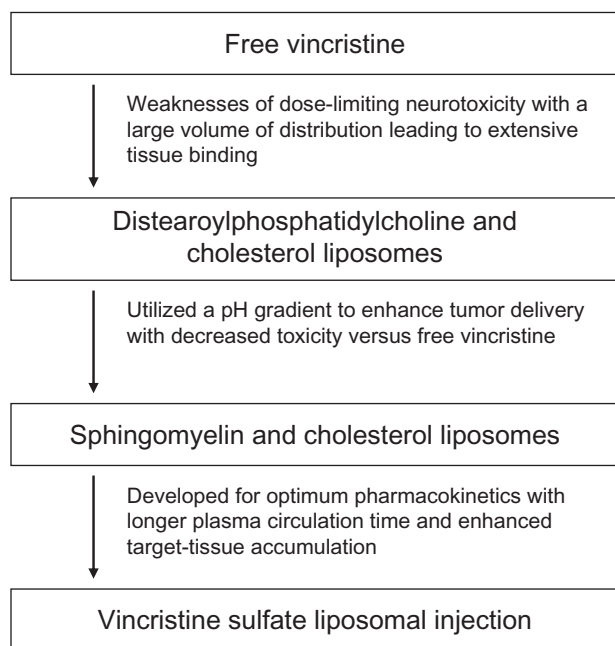 Free vincristine
Weaknesses of dose-limiting neurotoxicity with a
large volume of distribution leading to extensive
tissue binding
Distearoylphosphatidylcholine and
cholesterol liposomes
Utilized a pH gradient to enhance tumor delivery
with decreased toxicity versus free vincristine
Sphingomyelin and cholesterol liposomes
Developed for optimum pharmacokinetics with
longer plasma circulation time and enhanced
target-tissue accumulation
Vincristine sulfate liposomal injection